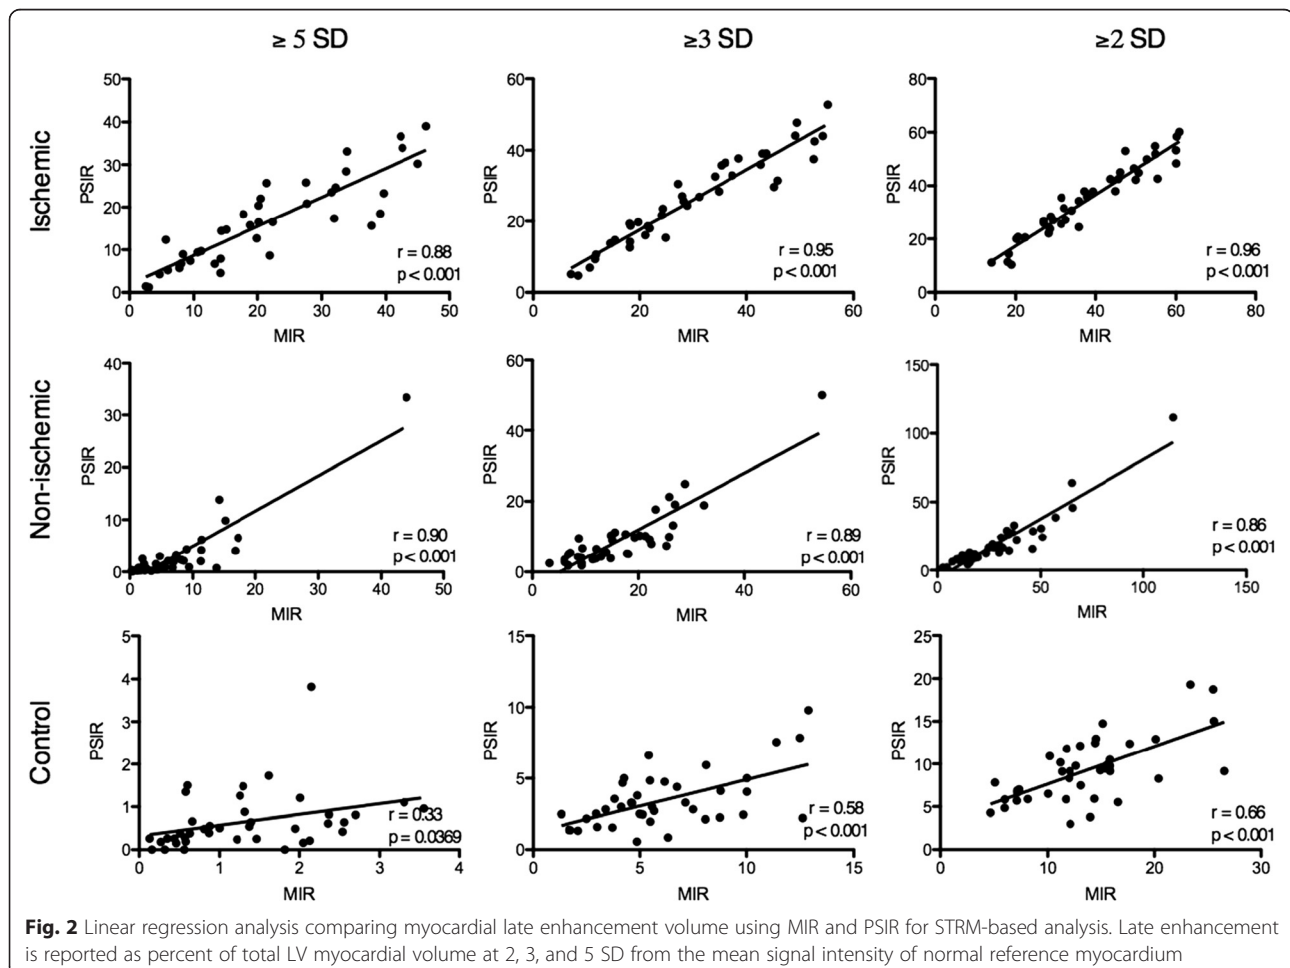 ≥ 5 SD
≥3 SD
≥2 SD
Ischemic
PSIR
50
40
30
20
10
0
r = 0.88
p < 0.001
0 10 20 30 40 50
MIR
PSIR
60
40
20
0
r = 0.95
p < 0.001
0 20 40 60
MIR
PSIR
80
60
40
20
0
r = 0.96
p < 0.001
0 20 40 60 80
MIR
Non-ischemic
PSIR
40
30
20
10
0
r = 0.90
p < 0.001
0 10 20 30 40 50
MIR
PSIR
60
40
20
0
r = 0.89
p < 0.001
0 20 40 60
MIR
PSIR
150
100
50
0
r = 0.86
p < 0.001
0 50 100 150
MIR
Control
PSIR
5
4
3
2
1
0
r = 0.33
p = 0.0369
0 1 2 3 4
MIR
PSIR
15
10
5
0
r = 0.58
p < 0.001
0 5 10 15
MIR
PSIR
25
20
15
10
5
0
r = 0.66
p < 0.001
0 10 20 30
MIR
Fig. 2 Linear regression analysis comparing myocardial late enhancement volume using MIR and PSIR for STRM-based analysis. Late enhancement
is reported as percent of total LV myocardial volume at 2, 3, and 5 SD from the mean signal intensity of normal reference myocardium